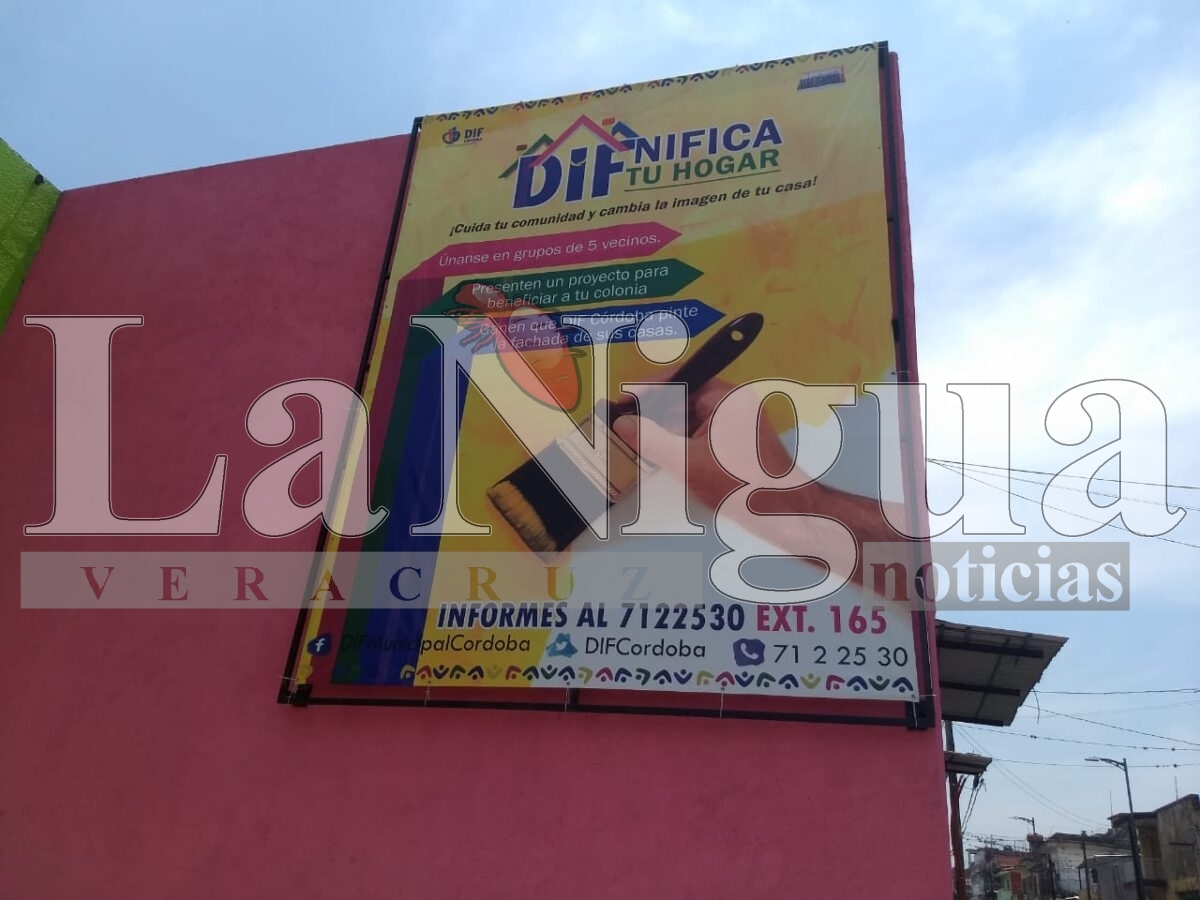 DIF
DIFNIFICA
TU HOGAR
¡Cuida tu comunidad y cambia la imagen de tu casa!
Únanse en grupos de 5 vecinos.
Presenten un proyecto para
beneficiar a tu colonia
Ganen que DIF Córdoba pinte
la fachada de sus casas.
La Nigua
VERACRUZ noticias
INFORMES AL 7122530 EXT. 165
DIFMunicipalCordoba DIFCordoba 71 2 25 30